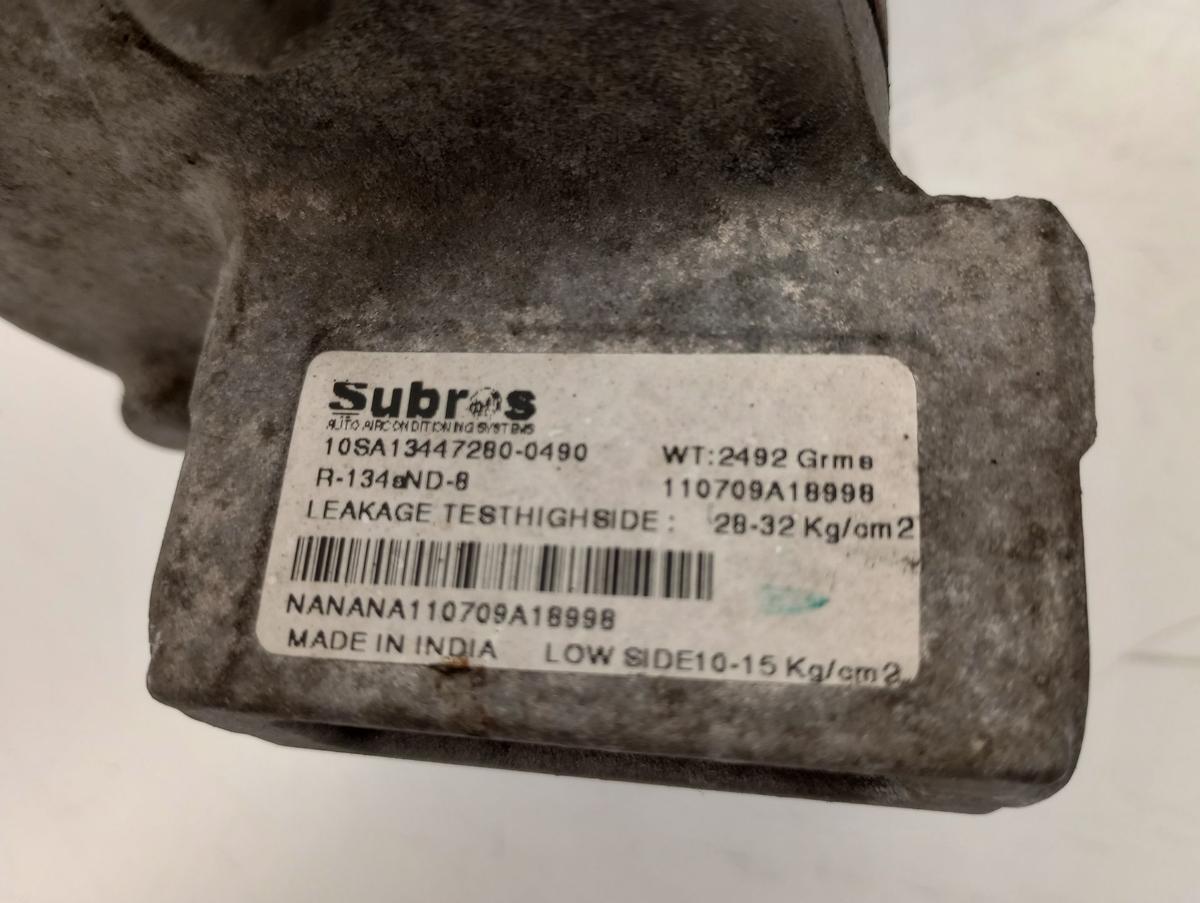 Subros
AUTO AIRCONDITIONING SYSTEMS
10SA13447280-0490 WT:2492 Grms
R-134aND-8 110709A18998
LEAKAGE TESTHIGHSIDE : 28-32 Kg/cm2
NANANA110709A18998
MADE IN INDIA LOW SIDE10-15 Kg/cm2